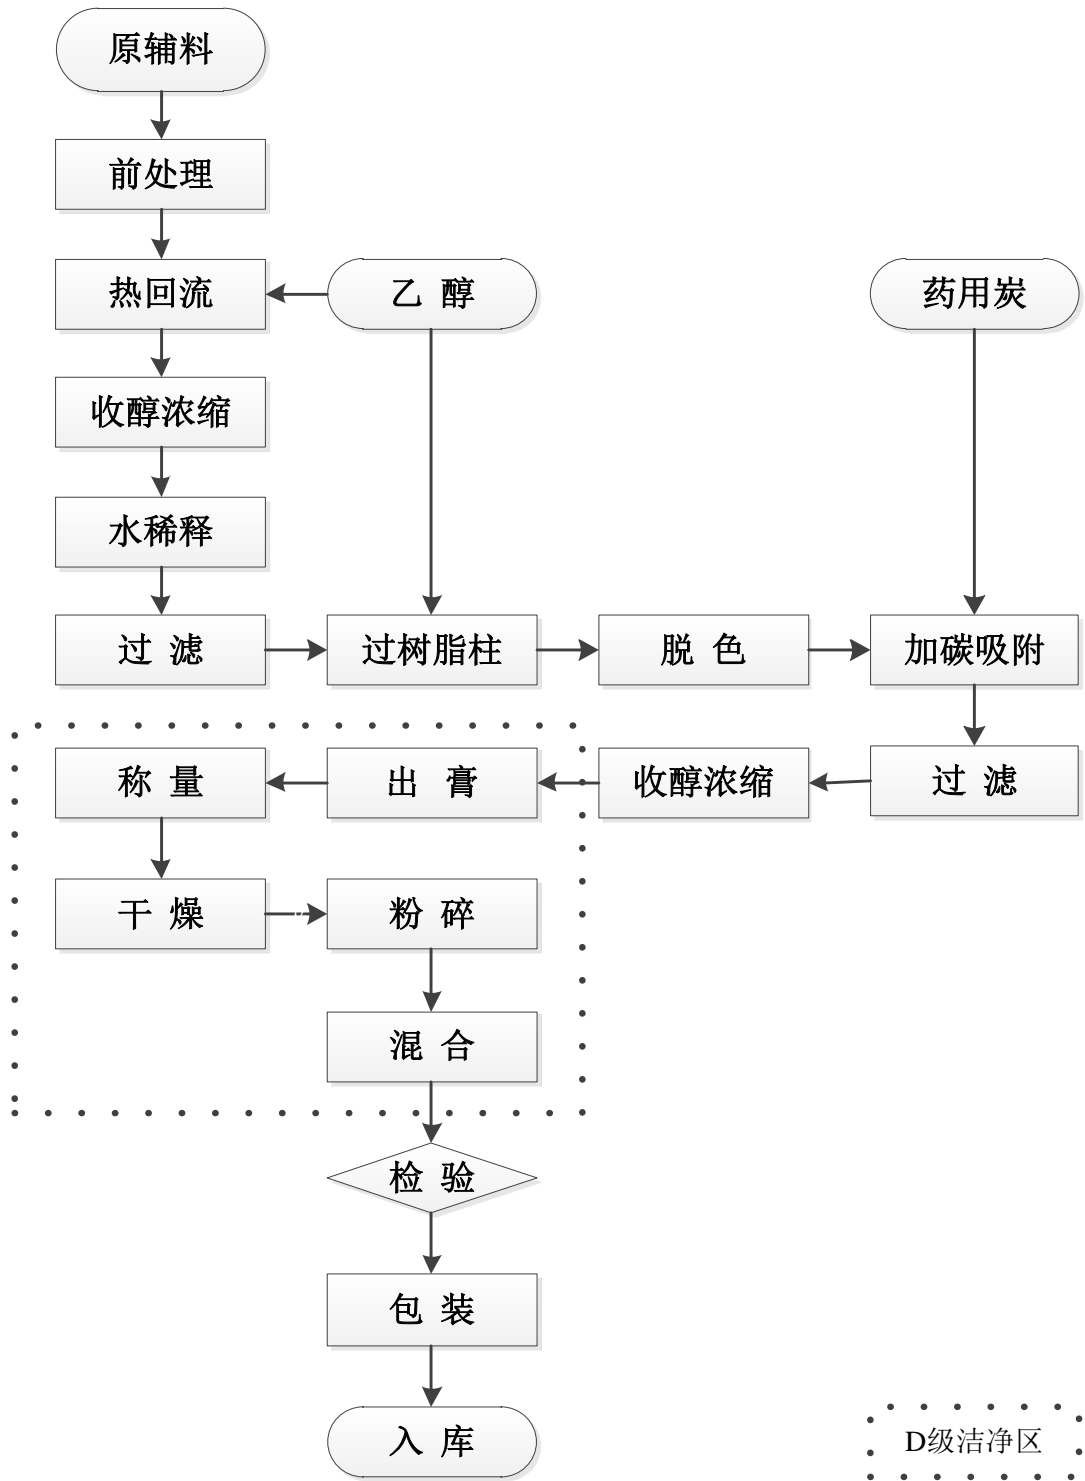 原辅料
前处理
热回流
乙 醇
药用炭
收醇浓缩
水稀释
过 滤
过树脂柱
脱 色
加碳吸附
称 量
出 膏
收醇浓缩
过 滤
干 燥
粉 碎
混 合
检 验
包 装
入 库
D级洁净区